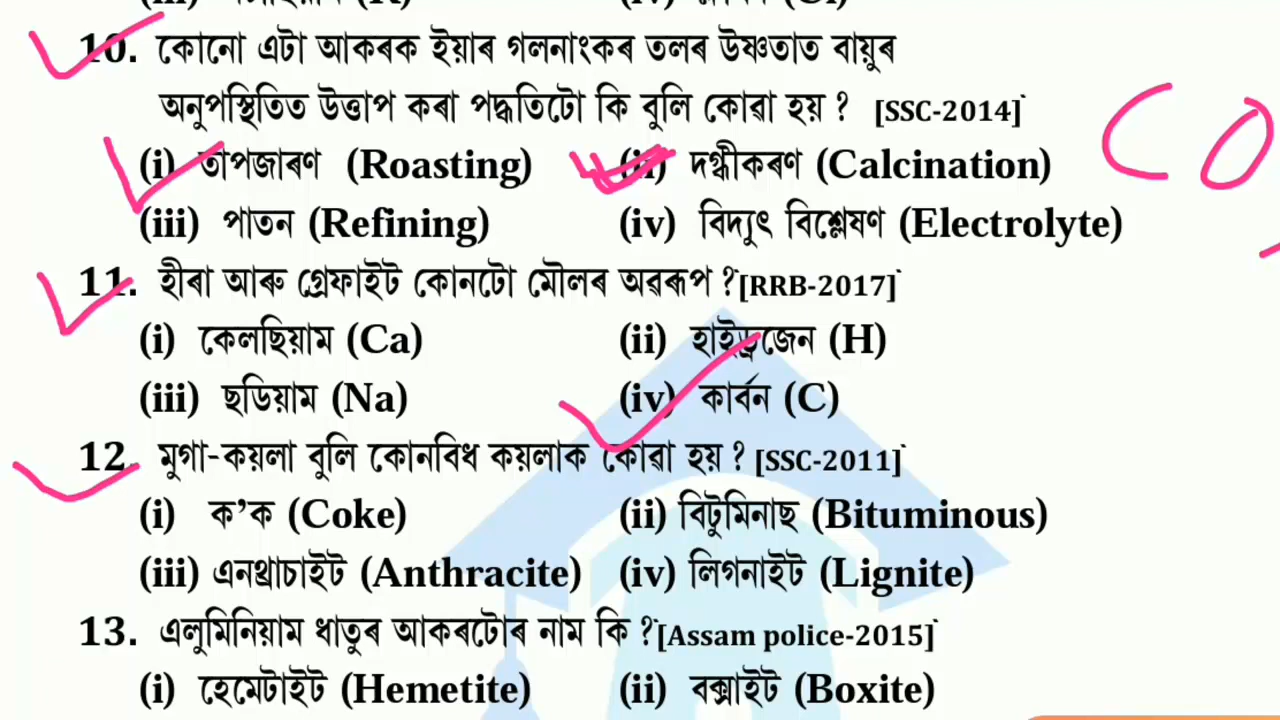 10. কোনো এটা আকৰক ইয়াৰ গলনাংকৰ তলৰ উষ্ণতাত বায়ুৰ
অনুপস্থিতিত উত্তাপ কৰা পদ্ধতিটো কি বুলি কোৱা হয় ? [SSC-2014]
(i) তাপজাৰণ (Roasting) (ii) দগ্ধীকৰণ (Calcination)
(iii) পাতন (Refining) (iv) বিদ্যুৎ বিশ্লেষণ (Electrolyte)
11. হীৰা আৰু গ্ৰেফাইট কোনটো মৌলৰ অৱৰূপ ? [RRB-2017]
(i) কেলছিয়াম (Ca) (ii) হাইড্ৰজেন (H)
(iii) ছডিয়াম (Na) (iv) কাৰ্বন (C)
12. মুগা-কয়লা বুলি কোনবিধ কয়লাক কোৱা হয় ? [SSC-2011]
(i) ক’ক (Coke) (ii) বিটুমিনাছ (Bituminous)
(iii) এনথ্ৰাচাইট (Anthracite) (iv) লিগনাইট (Lignite)
13. এলুমিনিয়াম ধাতুৰ আকৰটোৰ নাম কি ? [Assam police-2015]
(i) হেমেটাইট (Hemetite) (ii) বক্সাইট (Boxite)